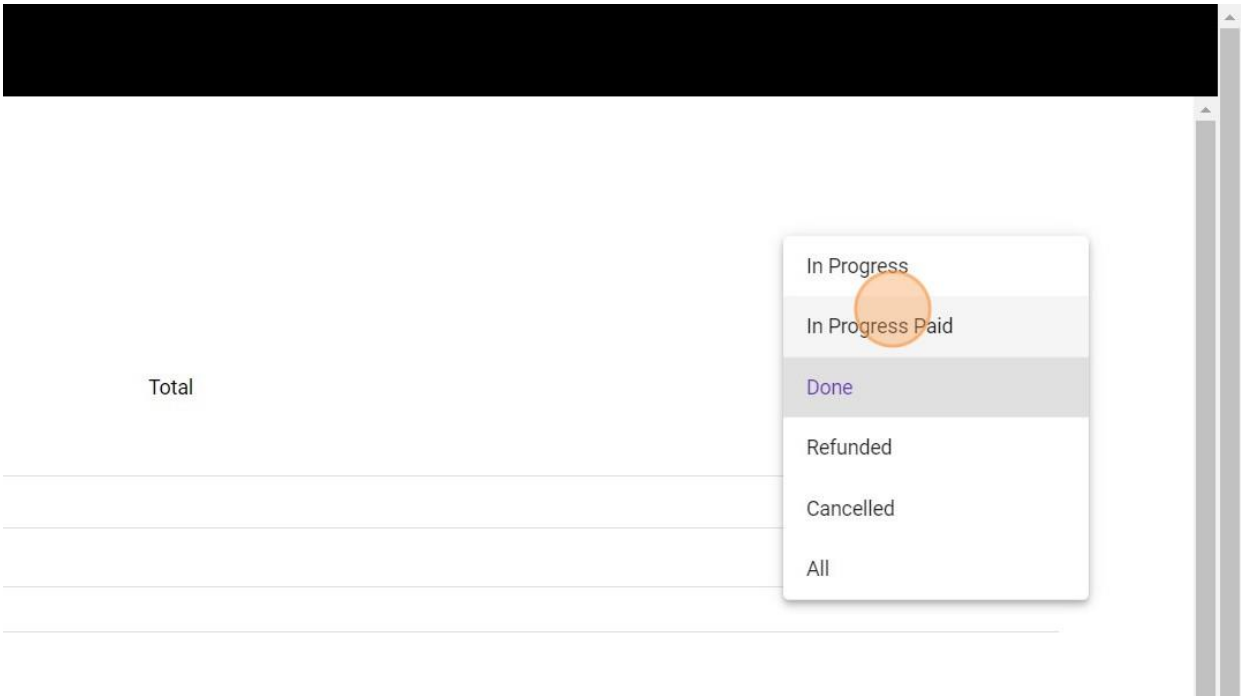 In Progress
In Progress Paid
Total
Done
Refunded
Cancelled
All